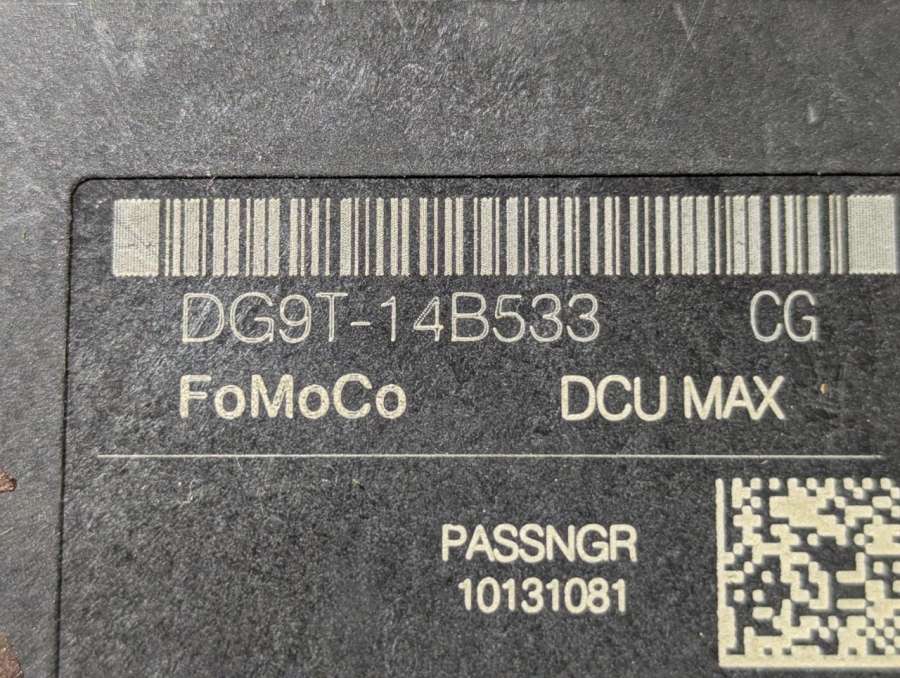 DG9T-14B533 CG
FoMoCo DCU MAX
PASSNGR
10131081